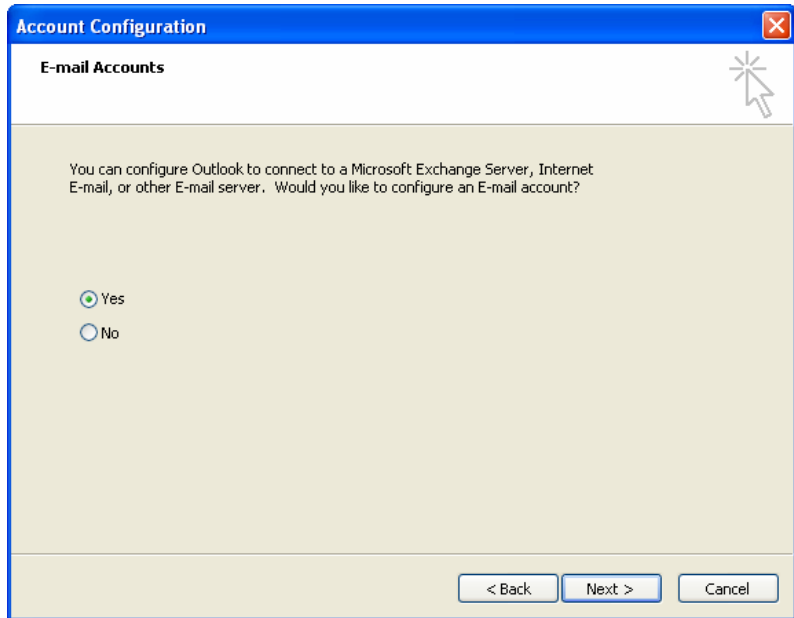 Account Configuration
E-mail Accounts
You can configure Outlook to connect to a Microsoft Exchange Server, Internet
E-mail, or other E-mail server. Would you like to configure an E-mail account?
Yes
No
< Back Next > Cancel